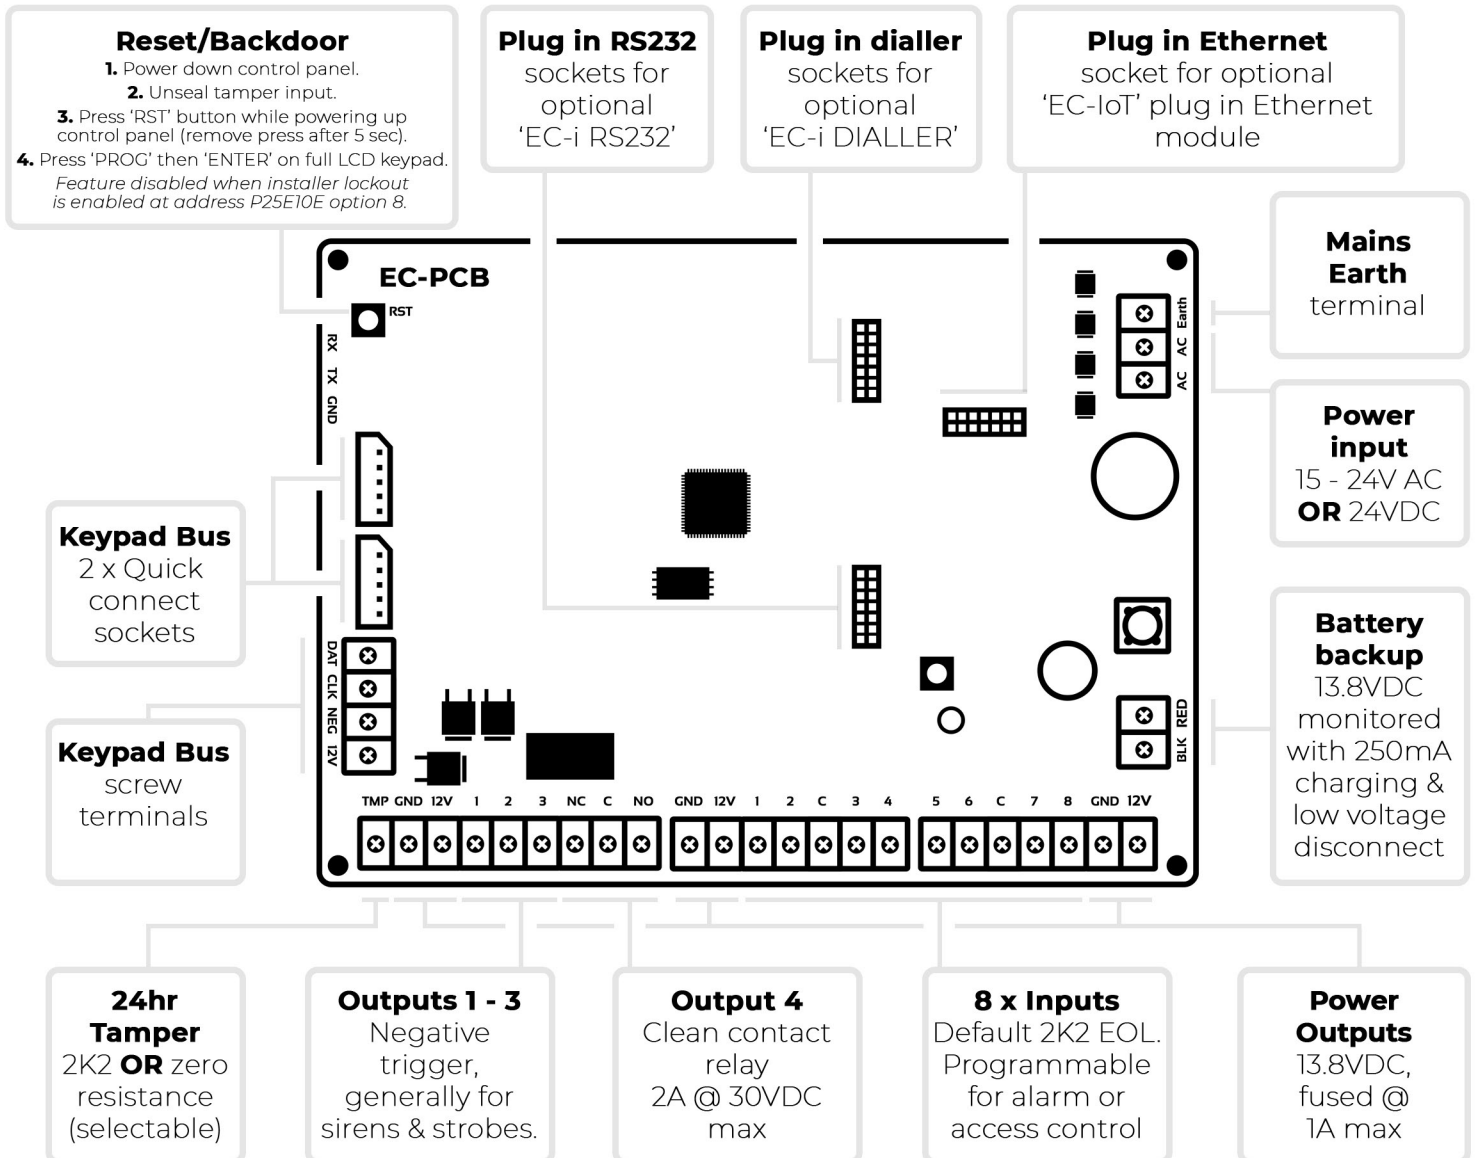 Reset/Backdoor
1. Power down control panel.
2. Unseal tamper input.
3. Press ‘RST’ button while powering up
control panel (remove press after 5 sec).
4. Press ‘PROG’ then ‘ENTER’ on full LCD keypad.
Feature disabled when installer lockout
is enabled at address P25E10E option 8.
Plug in RS232
sockets for
optional
‘EC-i RS232’
Plug in dialler
sockets for
optional
‘EC-i DIALLER’
Plug in Ethernet
socket for optional
‘EC-IoT’ plug in Ethernet
module
Mains
Earth
terminal
Power
input
15 - 24V AC
OR 24VDC
Battery
backup
13.8VDC
monitored
with 250mA
charging &
low voltage
disconnect
Keypad Bus
2 x Quick
connect
sockets
Keypad Bus
screw
terminals
EC-PCB
RST
RX TX GND
DAT CLK NEG 12V
Earth
AC
AC
RED
BLK
TMP GND 12V 1 2 3 NC C NO GND 12V 1 2 C 3 4 5 6 C 7 8 GND 12V
24hr
Tamper
2K2 OR zero
resistance
(selectable)
Outputs 1 - 3
Negative
trigger,
generally for
sirens & strobes.
Output 4
Clean contact
relay
2A @ 30VDC
max
8 x Inputs
Default 2K2 EOL.
Programmable
for alarm or
access control
Power
Outputs
13.8VDC,
fused @
1A max